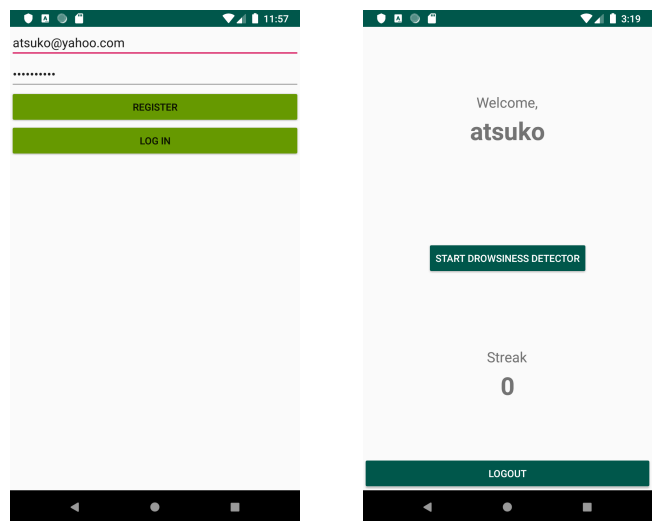 11:57
atsuko@yahoo.com
••••••••••
REGISTER
LOG IN
3:19
Welcome,
atsuko
START DROWSINESS DETECTOR
Streak
0
LOGOUT